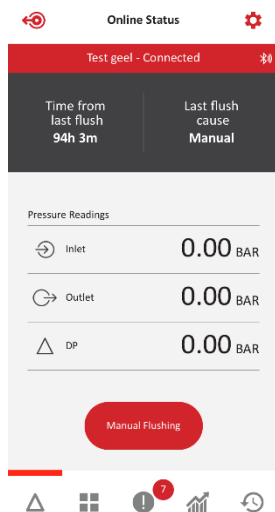 Online Status
Test geel - Connected
Time from
last flush
94h 3m
Last flush
cause
Manual
Pressure Readings
Inlet
0.00 BAR
Outlet
0.00 BAR
DP
0.00 BAR
Manual Flushing
7